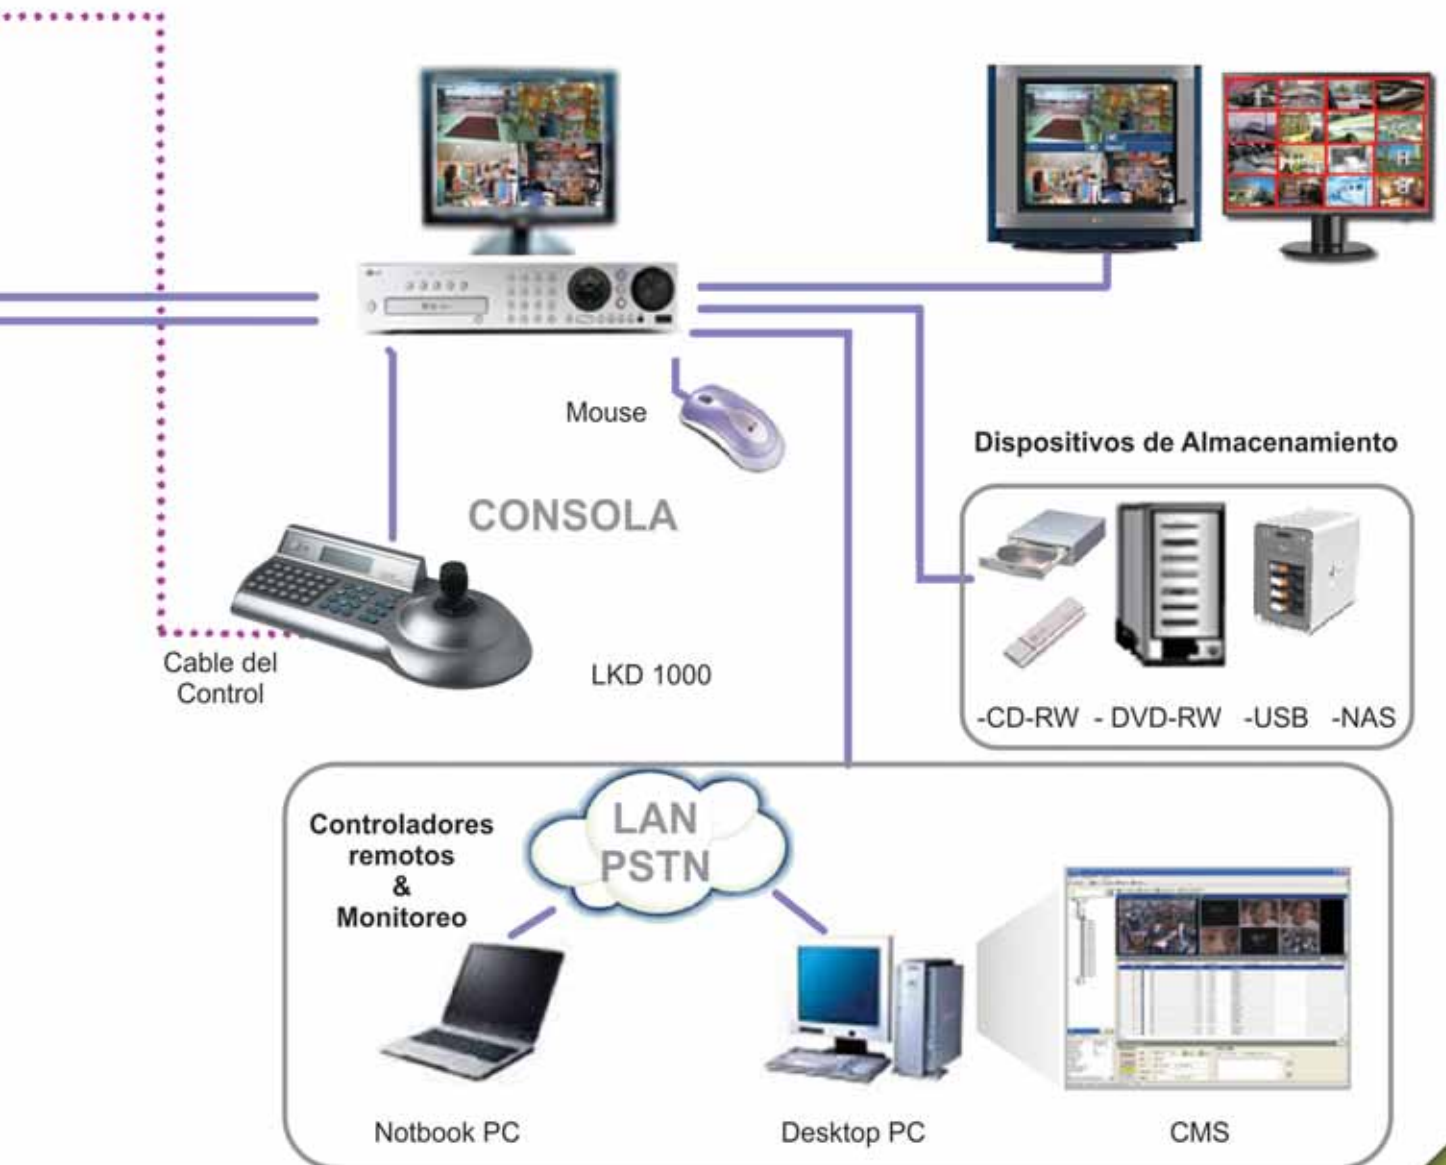 Mouse
Dispositivos de Almacenamiento
CONSOLA
Cable del
Control
LKD 1000
-CD-RW - DVD-RW -USB -NAS
Controladores
remotos
&
Monitoreo
LAN
PSTN
Notbook PC
Desktop PC
CMS